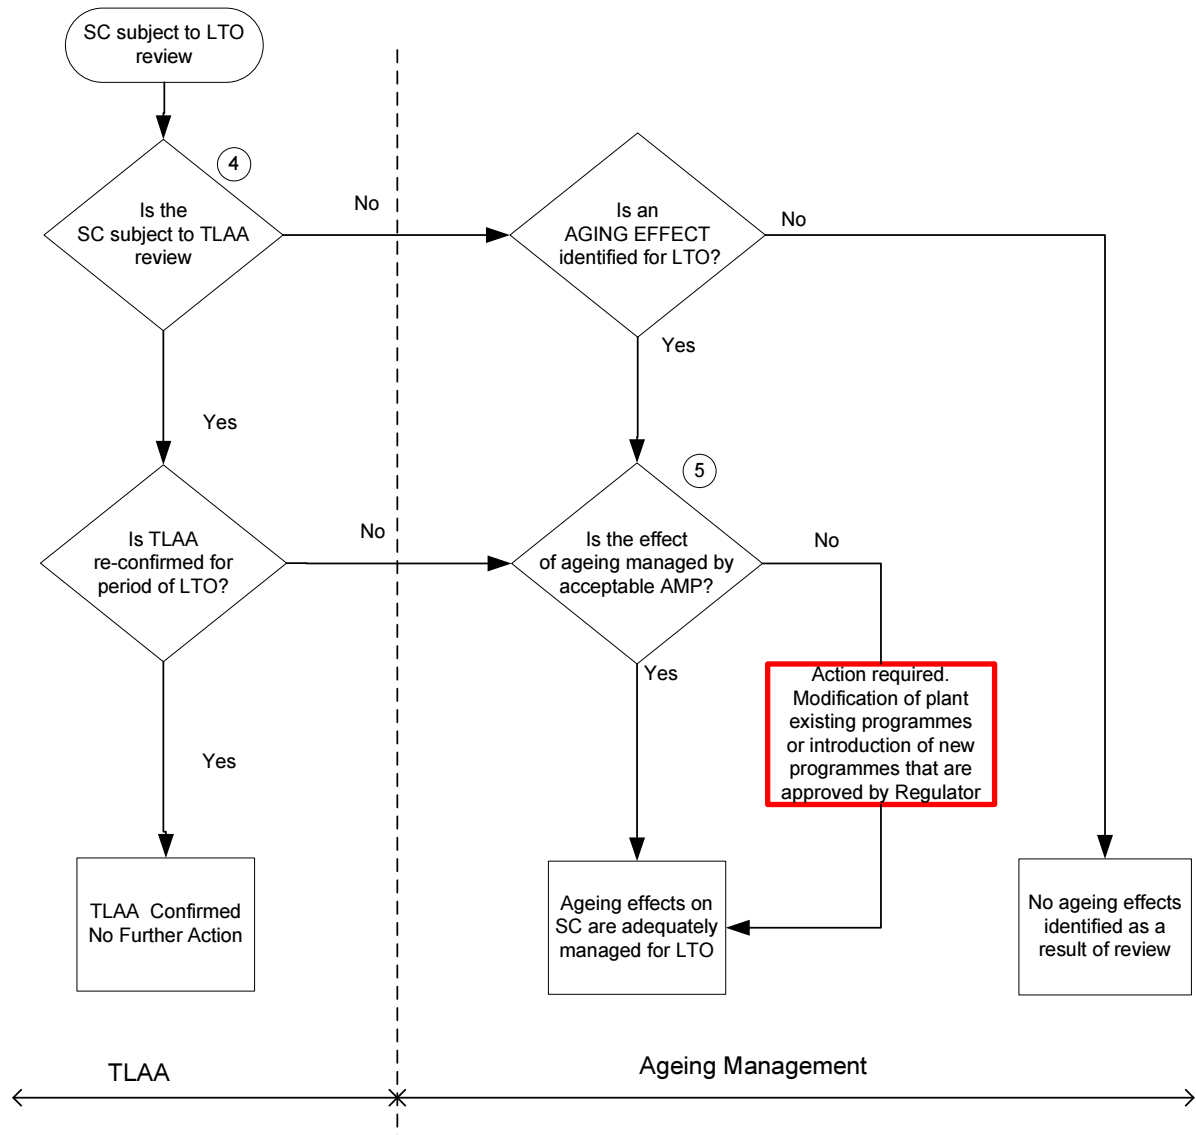 SC subject to LTO
review
4
Is the
SC subject to TLAA
review
No
Is an
AGING EFFECT
identified for LTO?
No
Yes
Yes
5
Is TLAA
re-confirmed for
period of LTO?
No
Is the effect
of ageing managed by
acceptable AMP?
No
Yes
Action required.
Modification of plant
existing programmes
or introduction of new
programmes that are
approved by Regulator
Yes
TLAA Confirmed
No Further Action
Ageing effects on
SC are adequately
managed for LTO
No ageing effects
identified as a
result of review
TLAA
Ageing Management